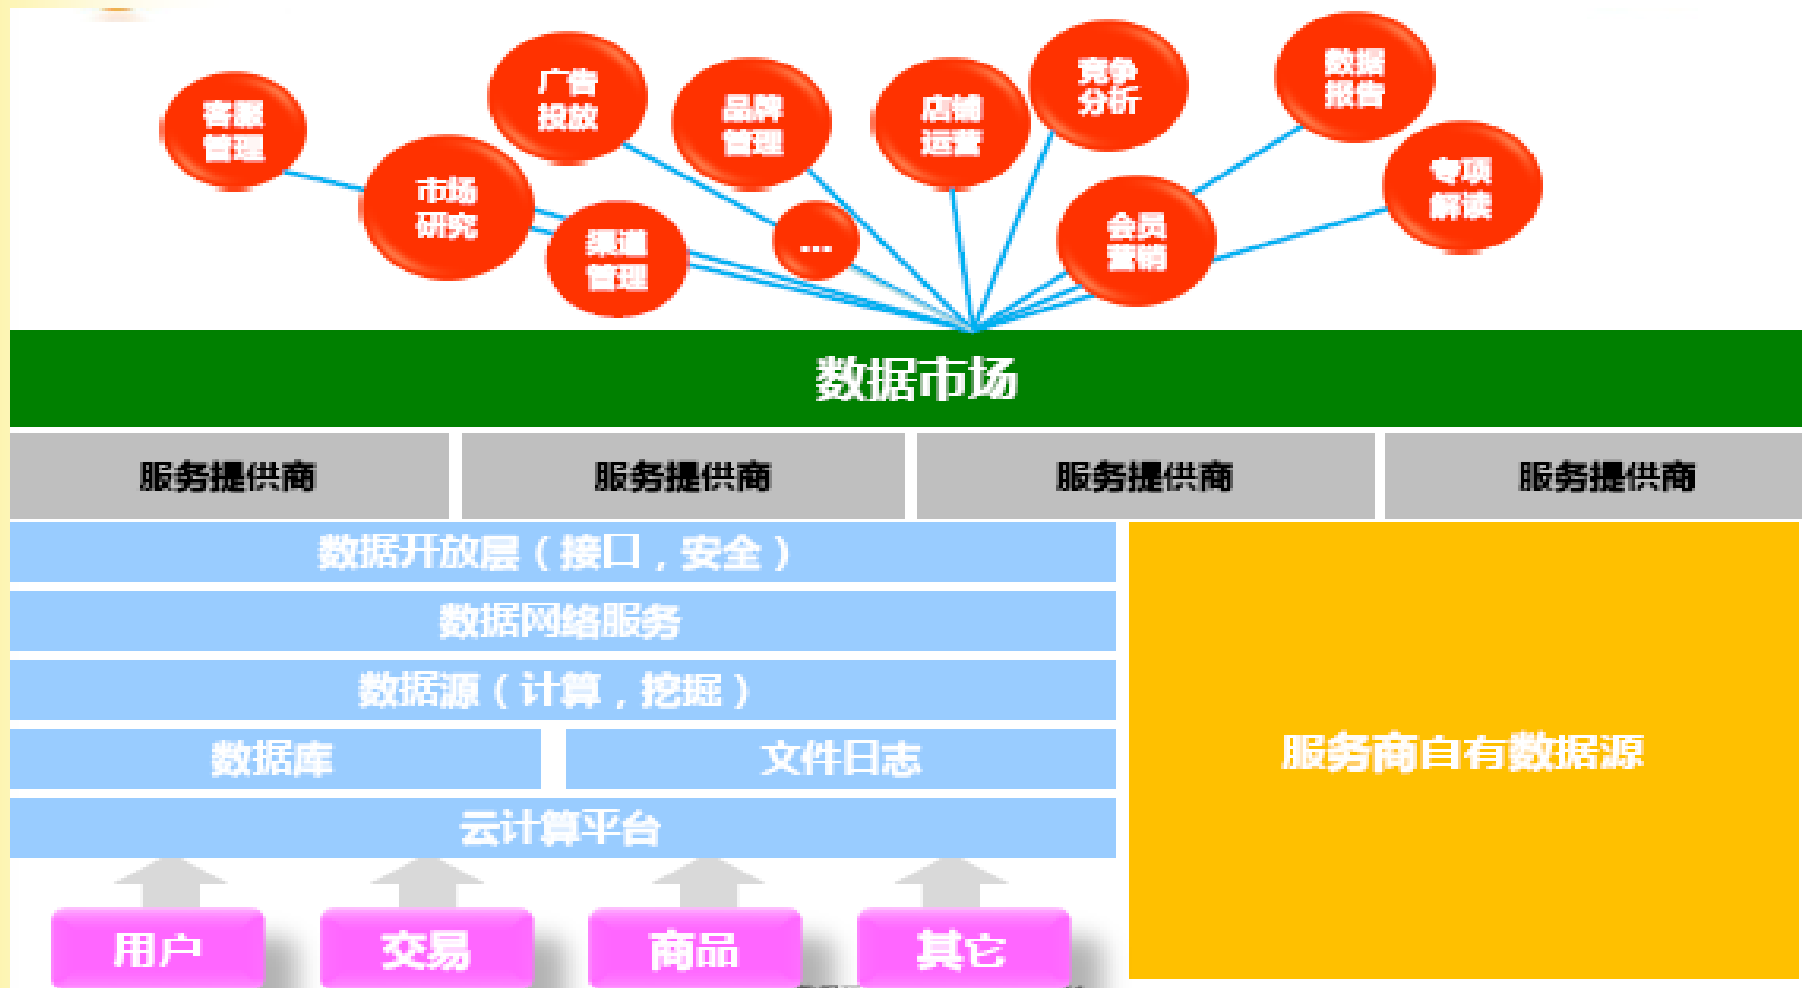 客服
管理
广告
投放
品牌
管理
店铺
运营
竞争
分析
数据
报告
市场
研究
渠道
管理
...
会员
营销
专项
解读
数据市场
服务提供商
服务提供商
服务提供商
服务提供商
数据开放层（接口，安全）
数据网络服务
数据源（计算，挖掘）
数据库
文件日志
云计算平台
服务商自有数据源
用户
交易
商品
其它